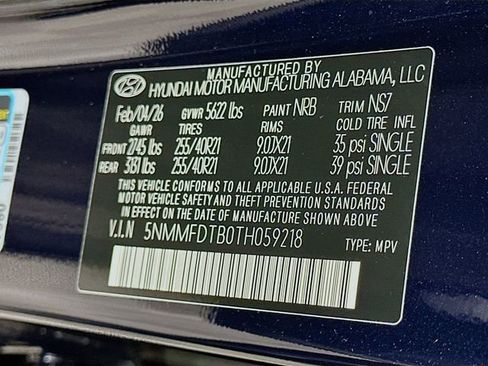 MANUFACTURED BY
HYUNDAI MOTOR MANUFACTURING ALABAMA, LLC
Feb/04/26 GVWR 5622 lbs PAINT NRB TRIM NS7
GAWR TIRES RIMS COLD TIRE INFL
FRONT 2745 lbs 255/40R21 9.0JX21 35 psi SINGLE
REAR 3181 lbs 255/40R21 9.0JX21 39 psi SINGLE
THIS VEHICLE CONFORMS TO ALL APPLICABLE U.S.A. FEDERAL
MOTOR VEHICLE SAFETY AND THEFT PREVENTION STANDARDS
IN EFFECT ON THE DATE OF MANUFACTURE SHOWN ABOVE.
V.I.N 5NMMFDTB0TH059218 TYPE: MPV